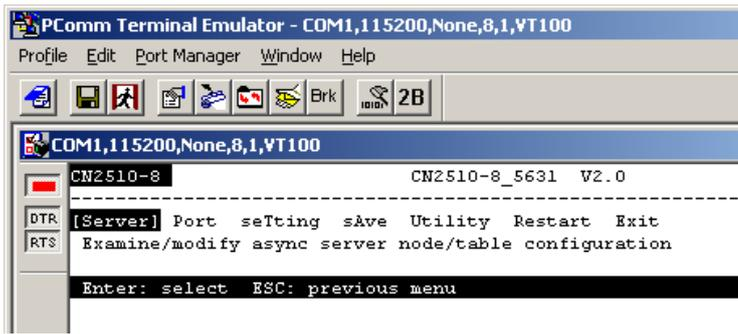 PComm Terminal Emulator - COM1,115200,None,8,1,VT100
Profile Edit Port Manager Window Help
Brk 2B
COM1,115200,None,8,1,VT100
CN2510-8 CN2510-8_5631 V2.0
DTR [Server] Port seTting sAve Utility Restart Exit
RTS Examine/modify async server node/table configuration
Enter: select ESC: previous menu